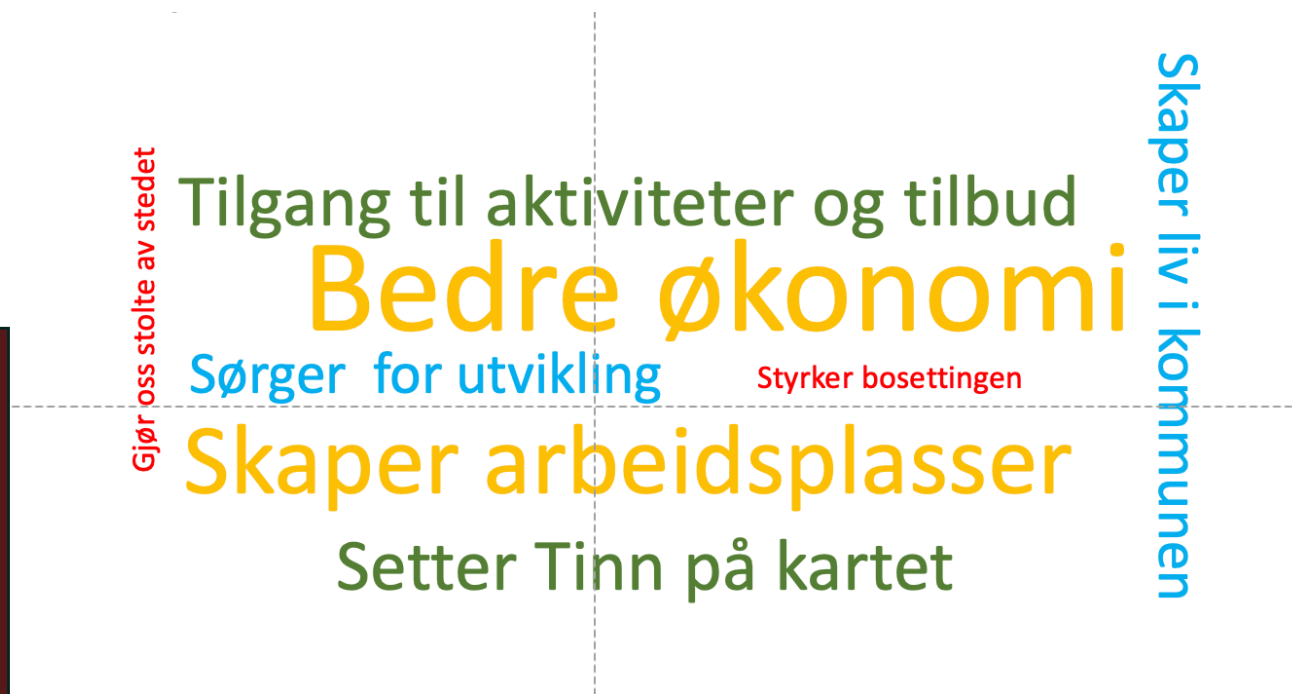 Skaper liv i kommunen
Gjør oss stolte av stedet
Tilgang til aktiviteter og tilbud
Bedre økonomi
Sørger  for utvikling
Styrker bosettingen
Skaper arbeidsplasser
Setter Tinn på kartet